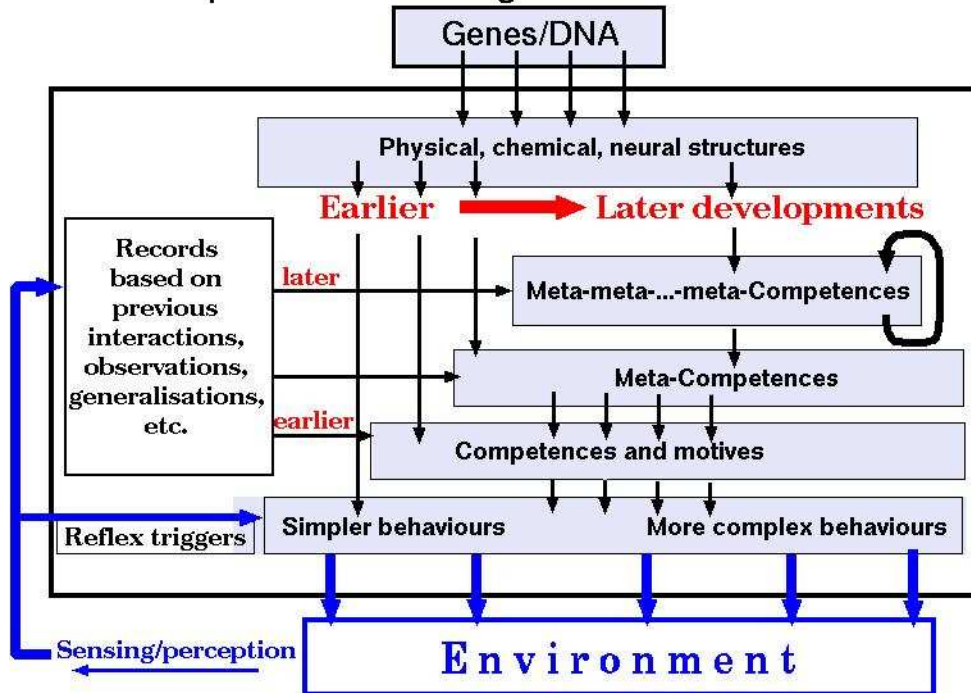 Genes/DNA
Physical, chemical, neural structures
Earlier
Later developments
Records
based on
previous
interactions,
observations,
generalisations,
etc.
later
Meta-meta-...-meta-Competences
Meta-Competences
earlier
Competences and motives
Reflex triggers
Simpler behaviours
More complex behaviours
Sensing/perception
Environment